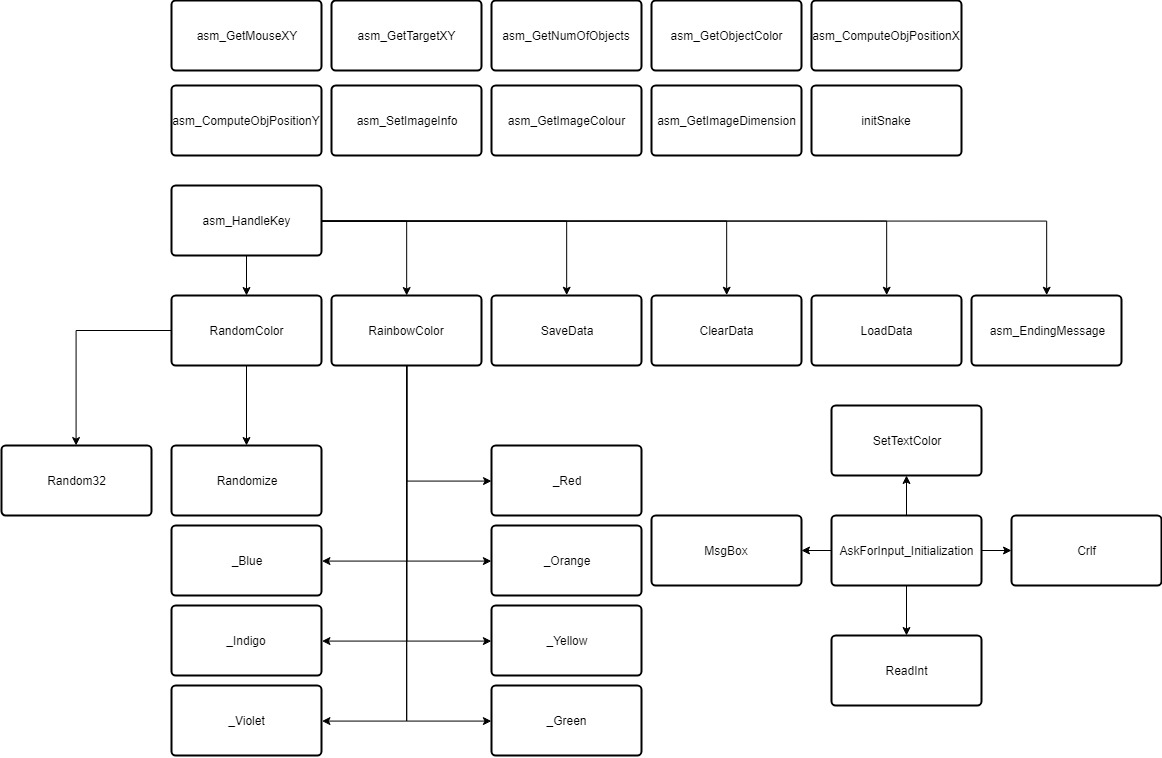 asm_GetMouseXY
asm_GetTargetXY
asm_GetNumOfObjects
asm_GetObjectColor
asm_ComputeObjPositionX
asm_ComputeObjPositionY
asm_SetImageInfo
asm_GetImageColour
asm_GetImageDimension
initSnake
asm_HandleKey
RandomColor
RainbowColor
SaveData
ClearData
LoadData
asm_EndingMessage
SetTextColor
Random32
Randomize
_Red
MsgBox
AskForInput_Initialization
Crlf
_Blue
_Orange
_Indigo
_Yellow
ReadInt
_Violet
_Green